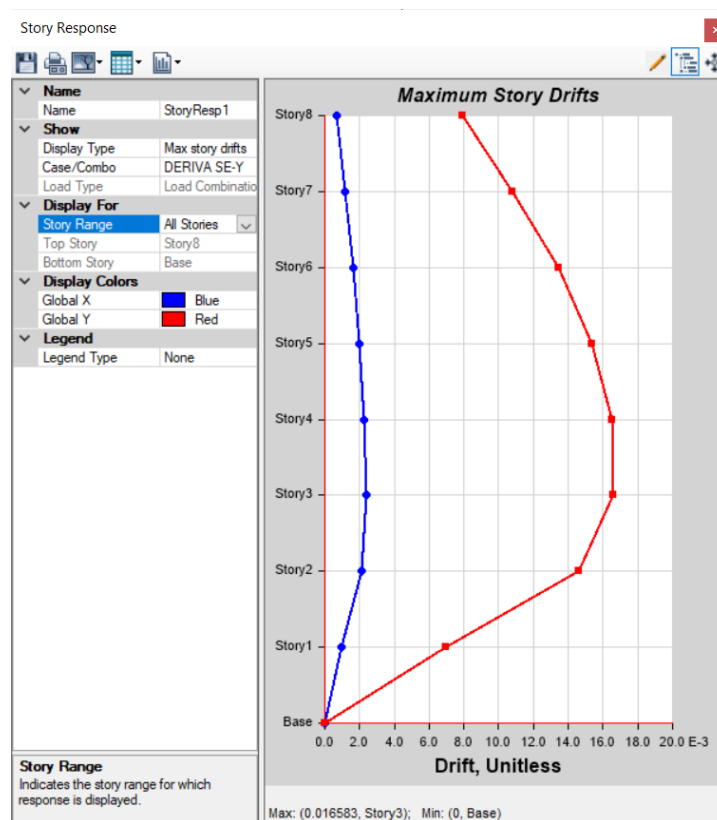 Story Response
Name
Name StoryResp1
Show
Display Type Max story drifts
Case/Combo DERIVA SE-Y
Load Type Load Combinatio
Display For
Story Range All Stories
Top Story Story8
Bottom Story Base
Display Colors
Global X Blue
Global Y Red
Legend
Legend Type None
Story Range
Indicates the story range for which
response is displayed.
Maximum Story Drifts
Story8
Story7
Story6
Story5
Story4
Story3
Story2
Story1
Base
0.0 2.0 4.0 6.0 8.0 10.0 12.0 14.0 16.0 18.0 20.0 E-3
Drift, Unitless
Max: (0.016583, Story3); Min: (0, Base)